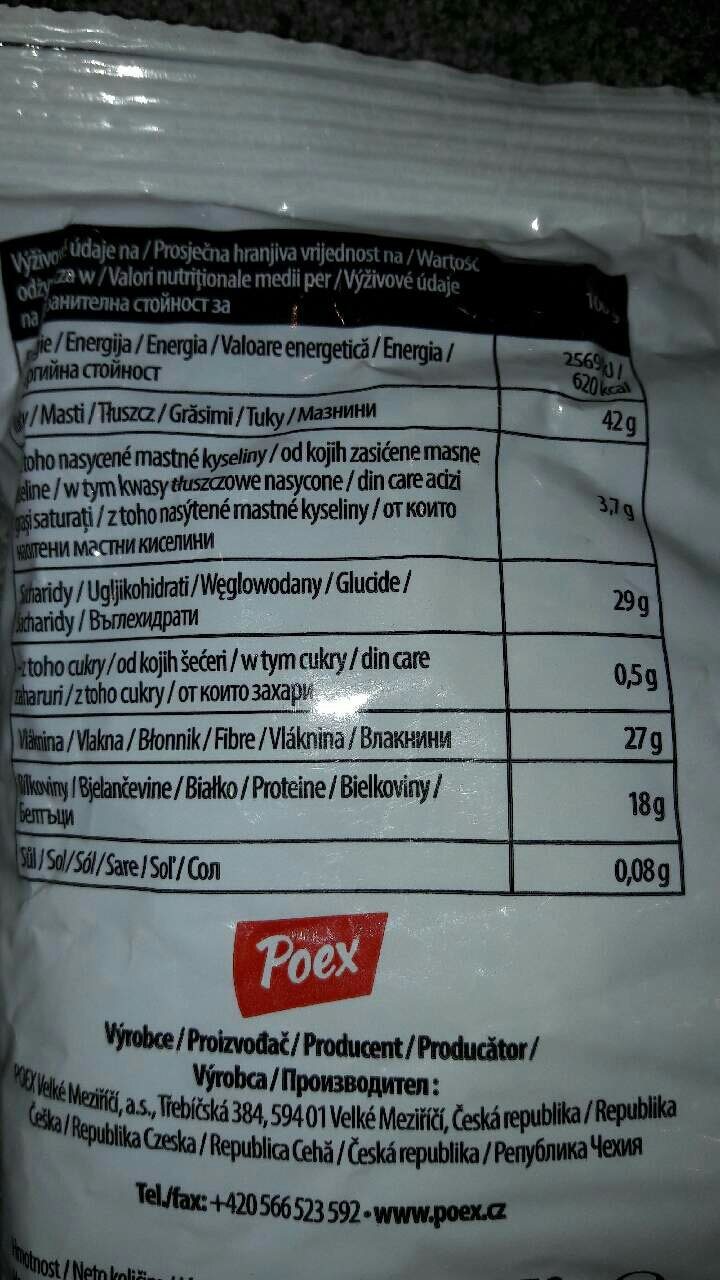 Výživové údaje na / Prosječna hranjiva vrijednost na / Wartość
w / Valori nutriționale medii per / Výživové údaje
na стойност за
100 g
/ Energija / Energia / Valoare energetică / Energia /
стойност
2569 kJ /
620 kcal
/ Masti / Tłuszcz / Grăsimi / Tuky / Мазнини
42 g
toho nasycené mastné kyseliny / od kojih zasićene masne
/ w tym kwasy tłuszczowe nasycone / din care acizi
saturați / z toho nasýtené mastné kyseliny / от които
мастни киселини
3,7 g
Sacharidy / Ugljikohidrati / Węglowodany / Glucide /
Sacharidy / Въглехидрати
29 g
- z toho cukry / od kojih šećeri / w tym cukry / din care
zaharuri / z toho cukry / от които захари
0,5 g
Vláknina / Vlakna / Błonnik / Fibre / Vláknina / Влакнини
27 g
Bílkoviny / Bjelančevine / Białko / Proteine / Bielkoviny /
Белтъци
18 g
Sůl / Sol / Sól / Sare / Soľ / Сол
0,08 g
Poex
Výrobce / Proizvođač / Producent / Producător /
Výrobca / Производител :
POEX Velké Meziříčí, a.s., Třebíčská 384, 594 01 Velké Meziříčí, Česká republika / Republika
Češka / Republika Czeska / Republica Cehă / Česká republika / Република Чехия
Tel./fax: +420 566 523 592 • www.poex.cz
/ Neto